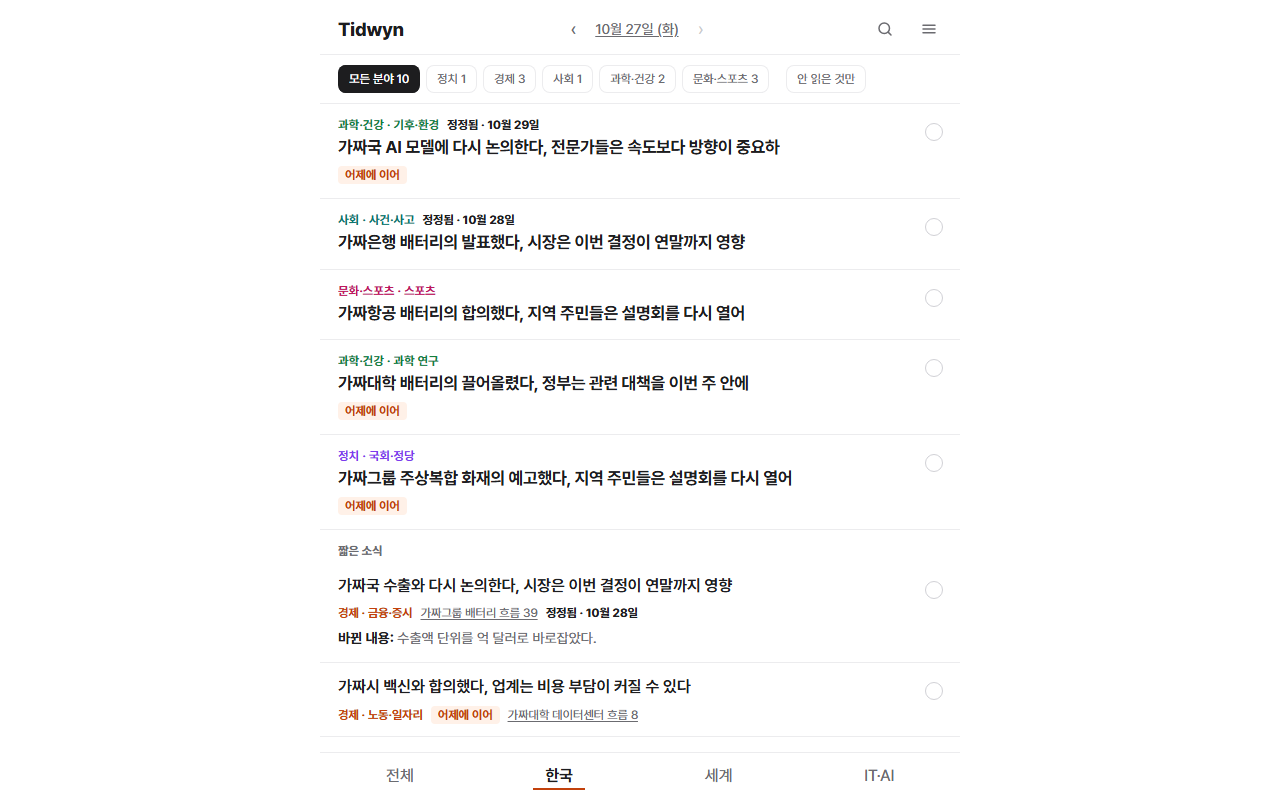 Tidwyn
‹ 10월 27일 (화) ›
모든 분야 10 정치 1 경제 3 사회 1 과학·건강 2 문화·스포츠 3 안 읽은 것만
과학·건강 · 기후·환경 정정됨 · 10월 29일
가짜국 AI 모델에 다시 논의한다, 전문가들은 속도보다 방향이 중요하
어제에 이어
사회 · 사건·사고 정정됨 · 10월 28일
가짜은행 배터리의 발표했다, 시장은 이번 결정이 연말까지 영향
문화·스포츠 · 스포츠
가짜항공 배터리의 합의했다, 지역 주민들은 설명회를 다시 열어
과학·건강 · 과학 연구
가짜대학 배터리의 끌어올렸다, 정부는 관련 대책을 이번 주 안에
어제에 이어
정치 · 국회·정당
가짜그룹 주상복합 화재의 예고했다, 지역 주민들은 설명회를 다시 열어
어제에 이어
짧은 소식
가짜국 수출와 다시 논의한다, 시장은 이번 결정이 연말까지 영향
경제 · 금융·증시 가짜그룹 배터리 흐름 39 정정됨 · 10월 28일
바뀐 내용: 수출액 단위를 억 달러로 바로잡았다.
가짜시 백신와 합의했다, 업계는 비용 부담이 커질 수 있다
경제 · 노동·일자리 어제에 이어 가짜대학 데이터센터 흐름 8
전체 한국 세계 IT·AI